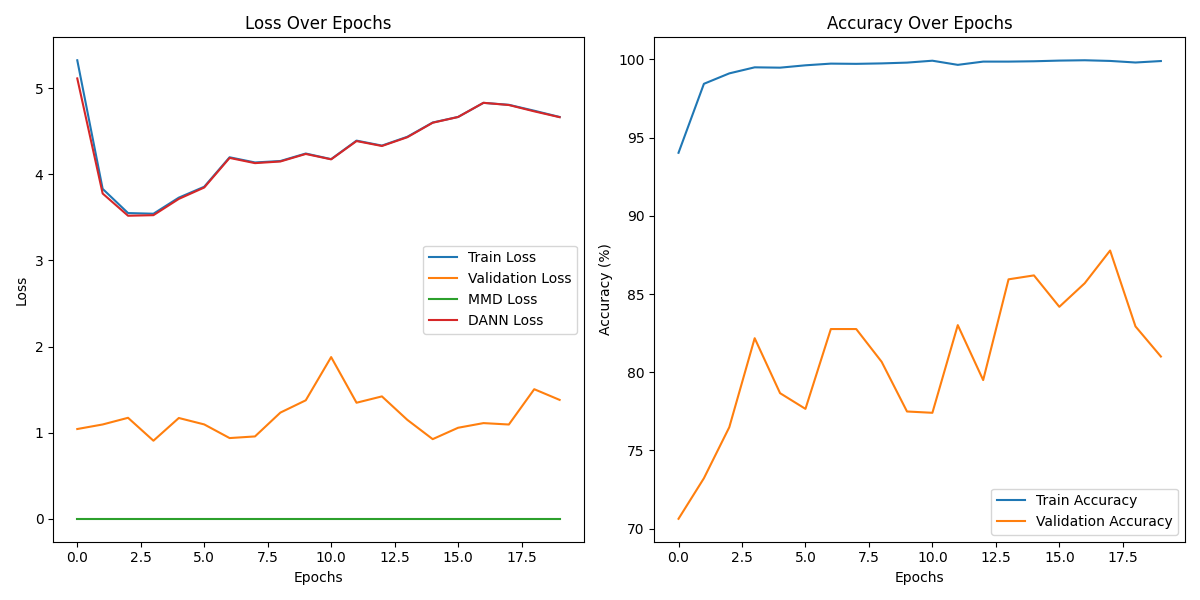 Loss Over Epochs
Loss
5
4
3
2
1
0
Train Loss
Validation Loss
MMD Loss
DANN Loss
0.0 2.5 5.0 7.5 10.0 12.5 15.0 17.5
Epochs
Accuracy Over Epochs
Accuracy (%)
100
95
90
85
80
75
70
Train Accuracy
Validation Accuracy
0.0 2.5 5.0 7.5 10.0 12.5 15.0 17.5
Epochs